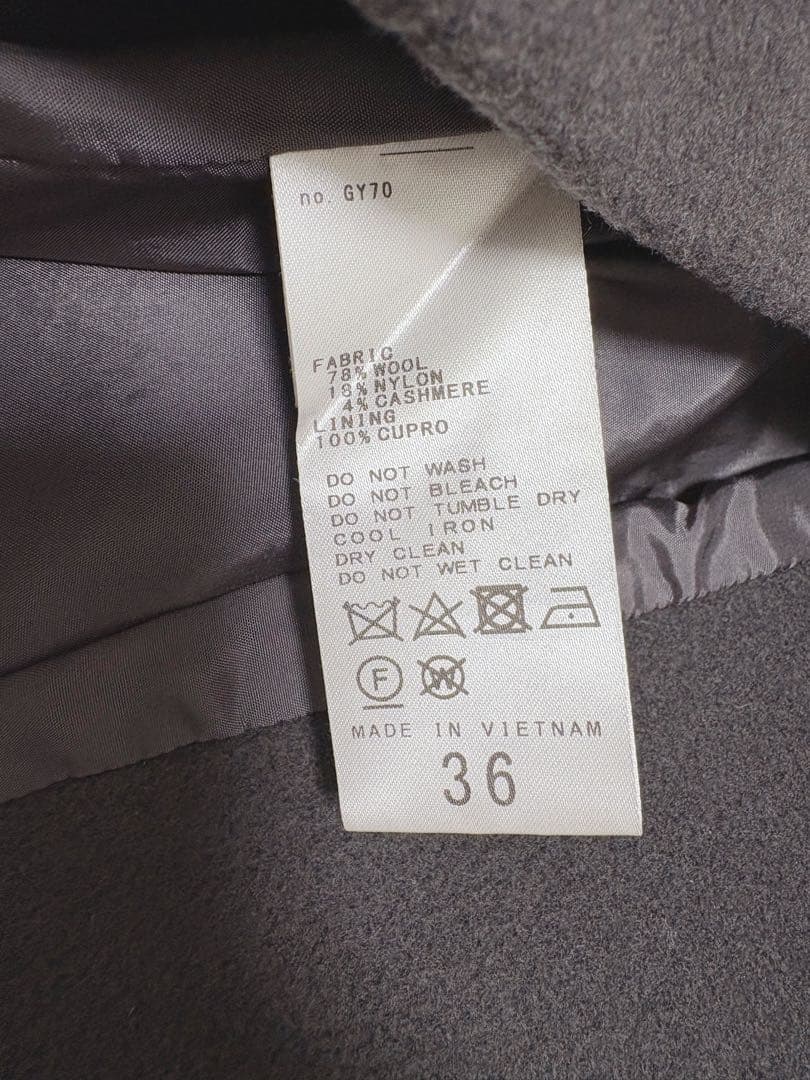 no. GY70
FABRIC
78% WOOL
18% NYLON
4% CASHMERE
LINING
100% CUPRO
DO NOT WASH
DO NOT BLEACH
DO NOT TUMBLE DRY
COOL IRON
DRY CLEAN
DO NOT WET CLEAN
F W
MADE IN VIETNAM
36